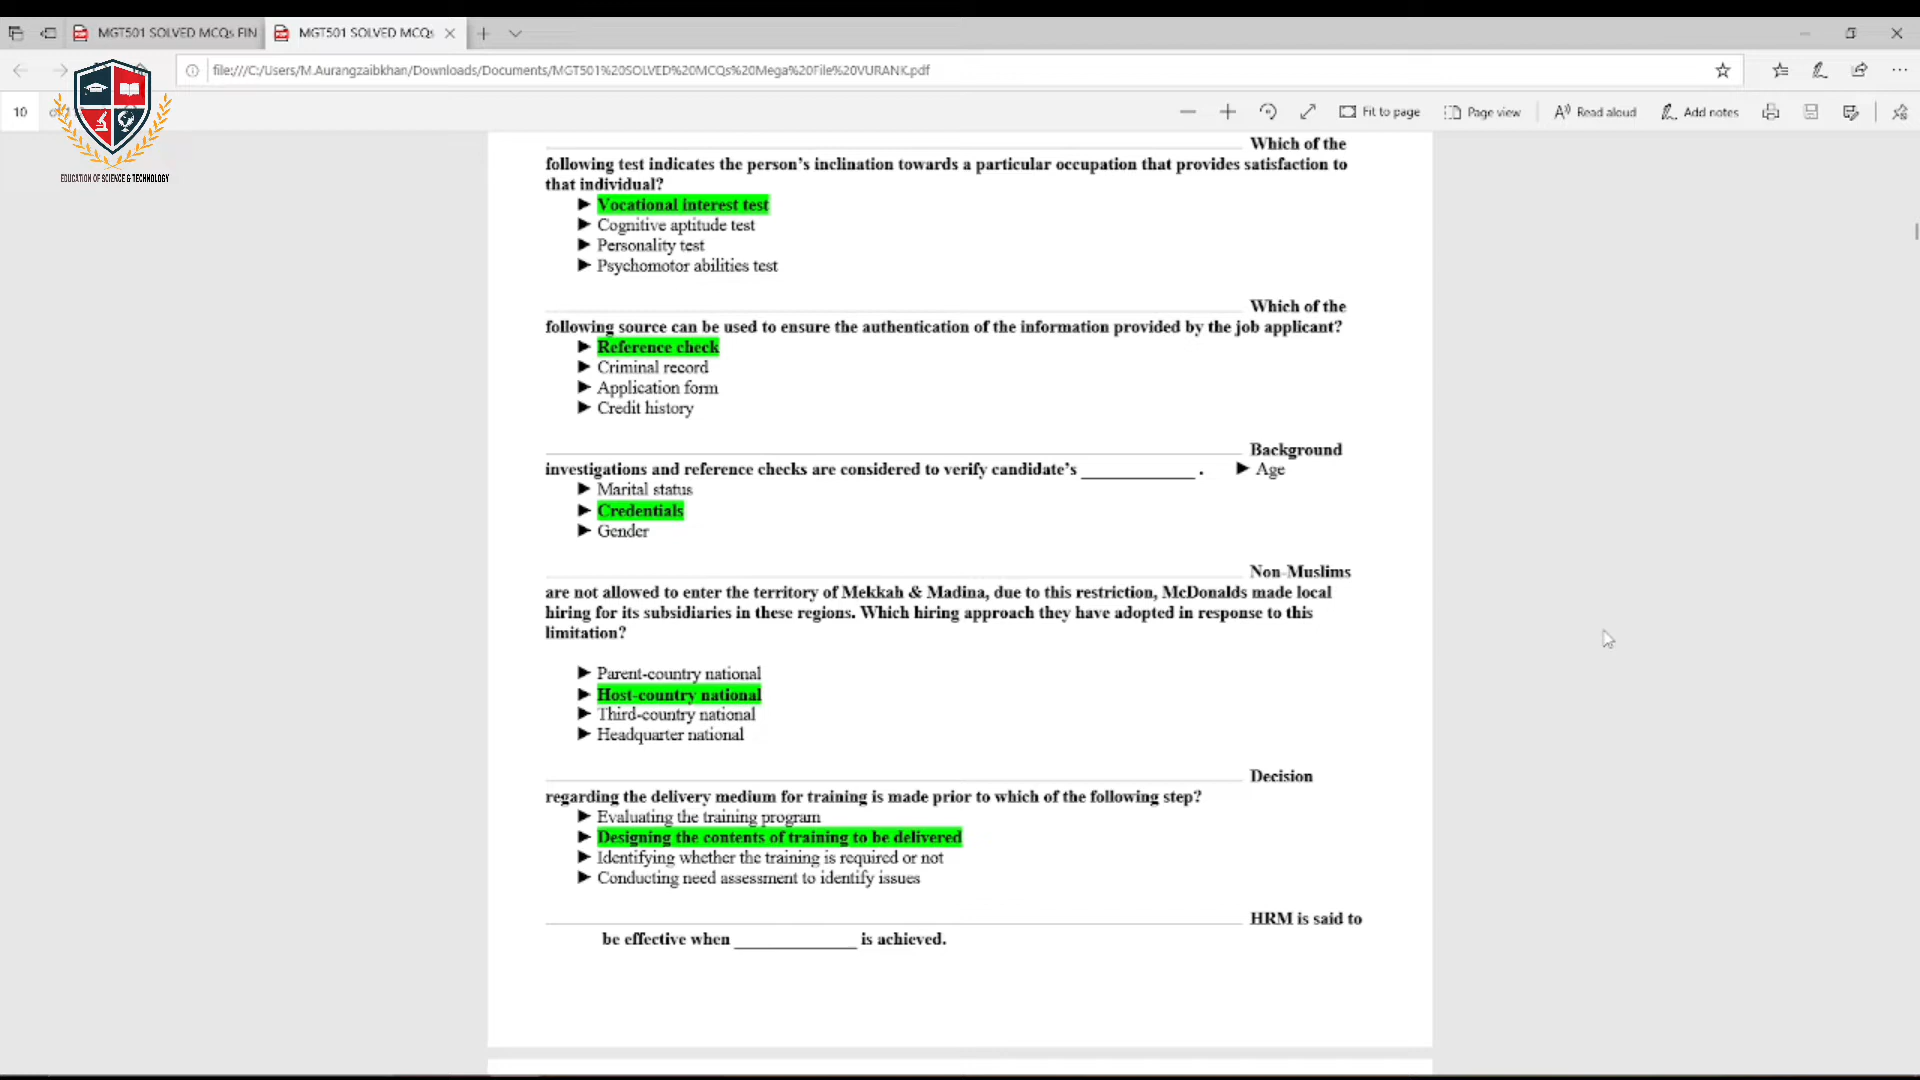 MGT501 SOLVED MCQs FIN
MGT501 SOLVED MCQs
file:///C:/Users/M.Aurangzaibkhan/Downloads/Documents/MGT501%20SOLVED%20MCQs%20Mega%20File%20VURANK.pdf
10
Fit to page
Page view
Read aloud
Add notes
EDUCATION OF SCIENCE & TECHNOLOGY
Which of the
following test indicates the person's inclination towards a particular occupation that provides satisfaction to
that individual?
► Vocational interest test
► Cognitive aptitude test
► Personality test
► Psychomotor abilities test
Which of the
following source can be used to ensure the authentication of the information provided by the job applicant?
► Reference check
► Criminal record
► Application form
► Credit history
Background
investigations and reference checks are considered to verify candidate's _____________ . ► Age
► Marital status
► Credentials
► Gender
Non-Muslims
are not allowed to enter the territory of Mekkah & Madina, due to this restriction, McDonalds made local
hiring for its subsidiaries in these regions. Which hiring approach they have adopted in response to this
limitation?
► Parent-country national
► Host-country national
► Third-country national
► Headquarter national
Decision
regarding the delivery medium for training is made prior to which of the following step?
► Evaluating the training program
► Designing the contents of training to be delivered
► Identifying whether the training is required or not
► Conducting need assessment to identify issues
HRM is said to
be effective when ______________ is achieved.